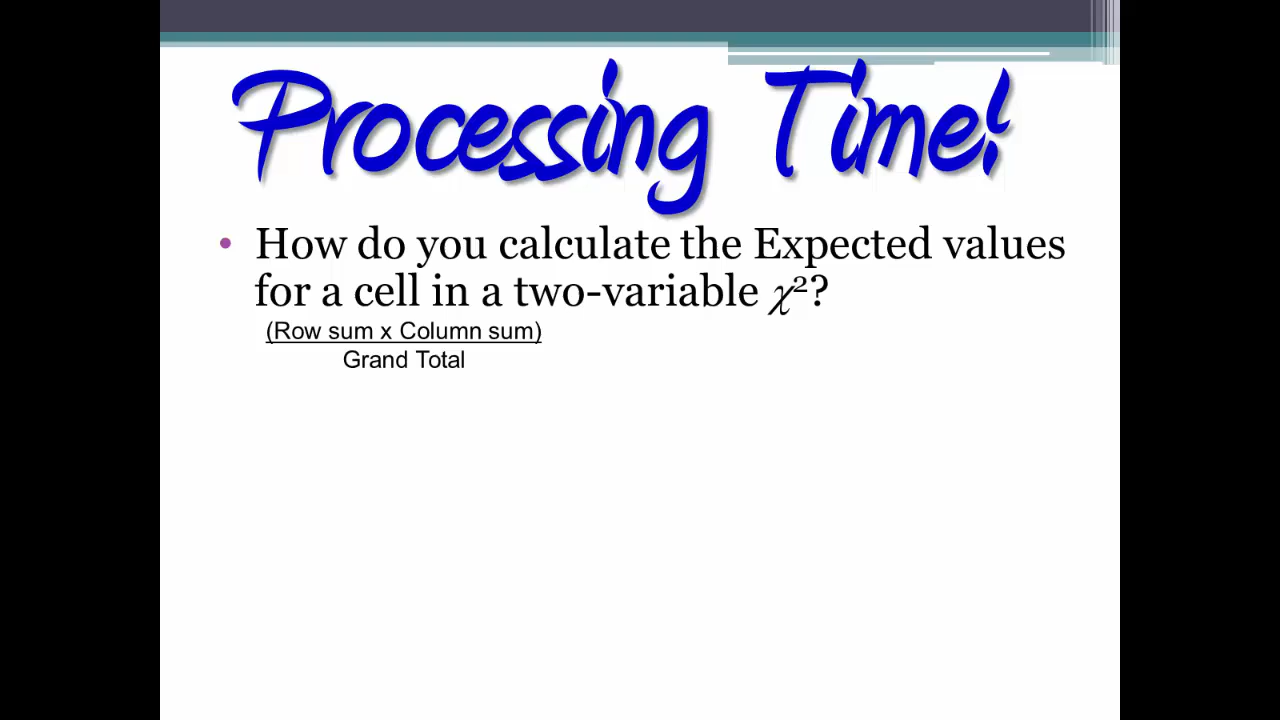 Processing Time!
• How do you calculate the Expected values
for a cell in a two-variable χ²?
(Row sum x Column sum)
Grand Total